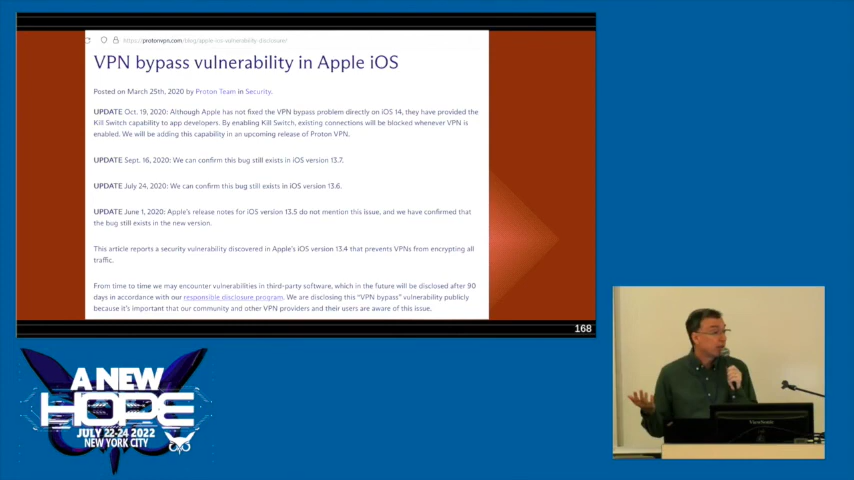 https://protonvpn.com/blog/apple-ios-vulnerability-disclosure/
VPN bypass vulnerability in Apple iOS
Posted on March 25th, 2020 by Proton Team in Security.
UPDATE Oct. 19, 2020: Although Apple has not fixed the VPN bypass problem directly on iOS 14, they have provided the
Kill Switch capability to app developers. By enabling Kill Switch, existing connections will be blocked whenever VPN is
enabled. We will be adding this capability in an upcoming release of Proton VPN.
UPDATE Sept. 16, 2020: We can confirm this bug still exists in iOS version 13.7.
UPDATE July 24, 2020: We can confirm this bug still exists in iOS version 13.6.
UPDATE June 1, 2020: Apple's release notes for iOS version 13.5 do not mention this issue, and we have confirmed that
the bug still exists in the new version.
This article reports a security vulnerability discovered in Apple's iOS version 13.4 that prevents VPNs from encrypting all
traffic.
From time to time we may encounter vulnerabilities in third-party software, which in the future will be disclosed after 90
days in accordance with our responsible disclosure program. We are disclosing this "VPN bypass" vulnerability publicly
because it's important that our community and other VPN providers and their users are aware of this issue.
168
A NEW
HOPE
JULY 22-24 2022
NEW YORK CITY
ViewSonic